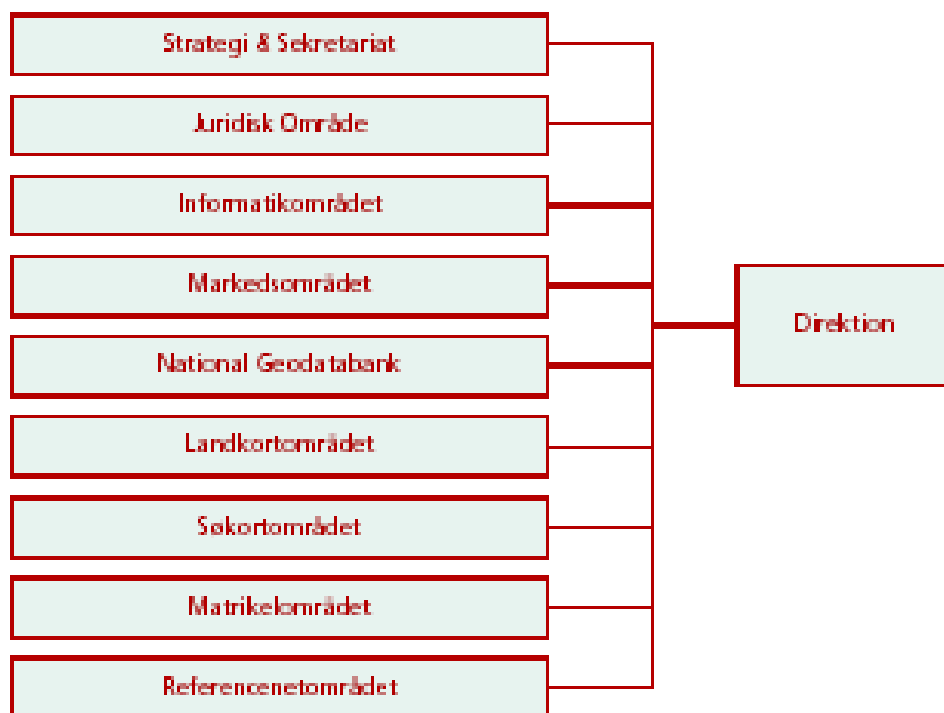 Strategi & Sekretariat
Juridisk Område
Informatikområdet
Markedsområdet
National Geodatabank
Landkortområdet
Søkortområdet
Matrikelområdet
Referencenetområdet
Direktion